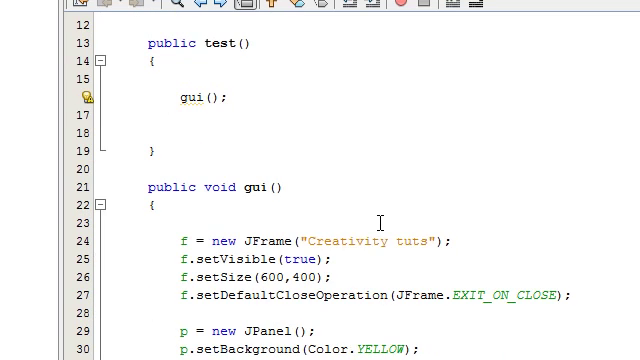 12
13 public test()
14 {
15
gui();
17
18
19 }
20
21 public void gui()
22 {
23
24 f = new JFrame("Creativity tuts");
25 f.setVisible(true);
26 f.setSize(600,400);
27 f.setDefaultCloseOperation(JFrame.EXIT_ON_CLOSE);
28
29 p = new JPanel();
30 p.setBackground(Color.YELLOW);